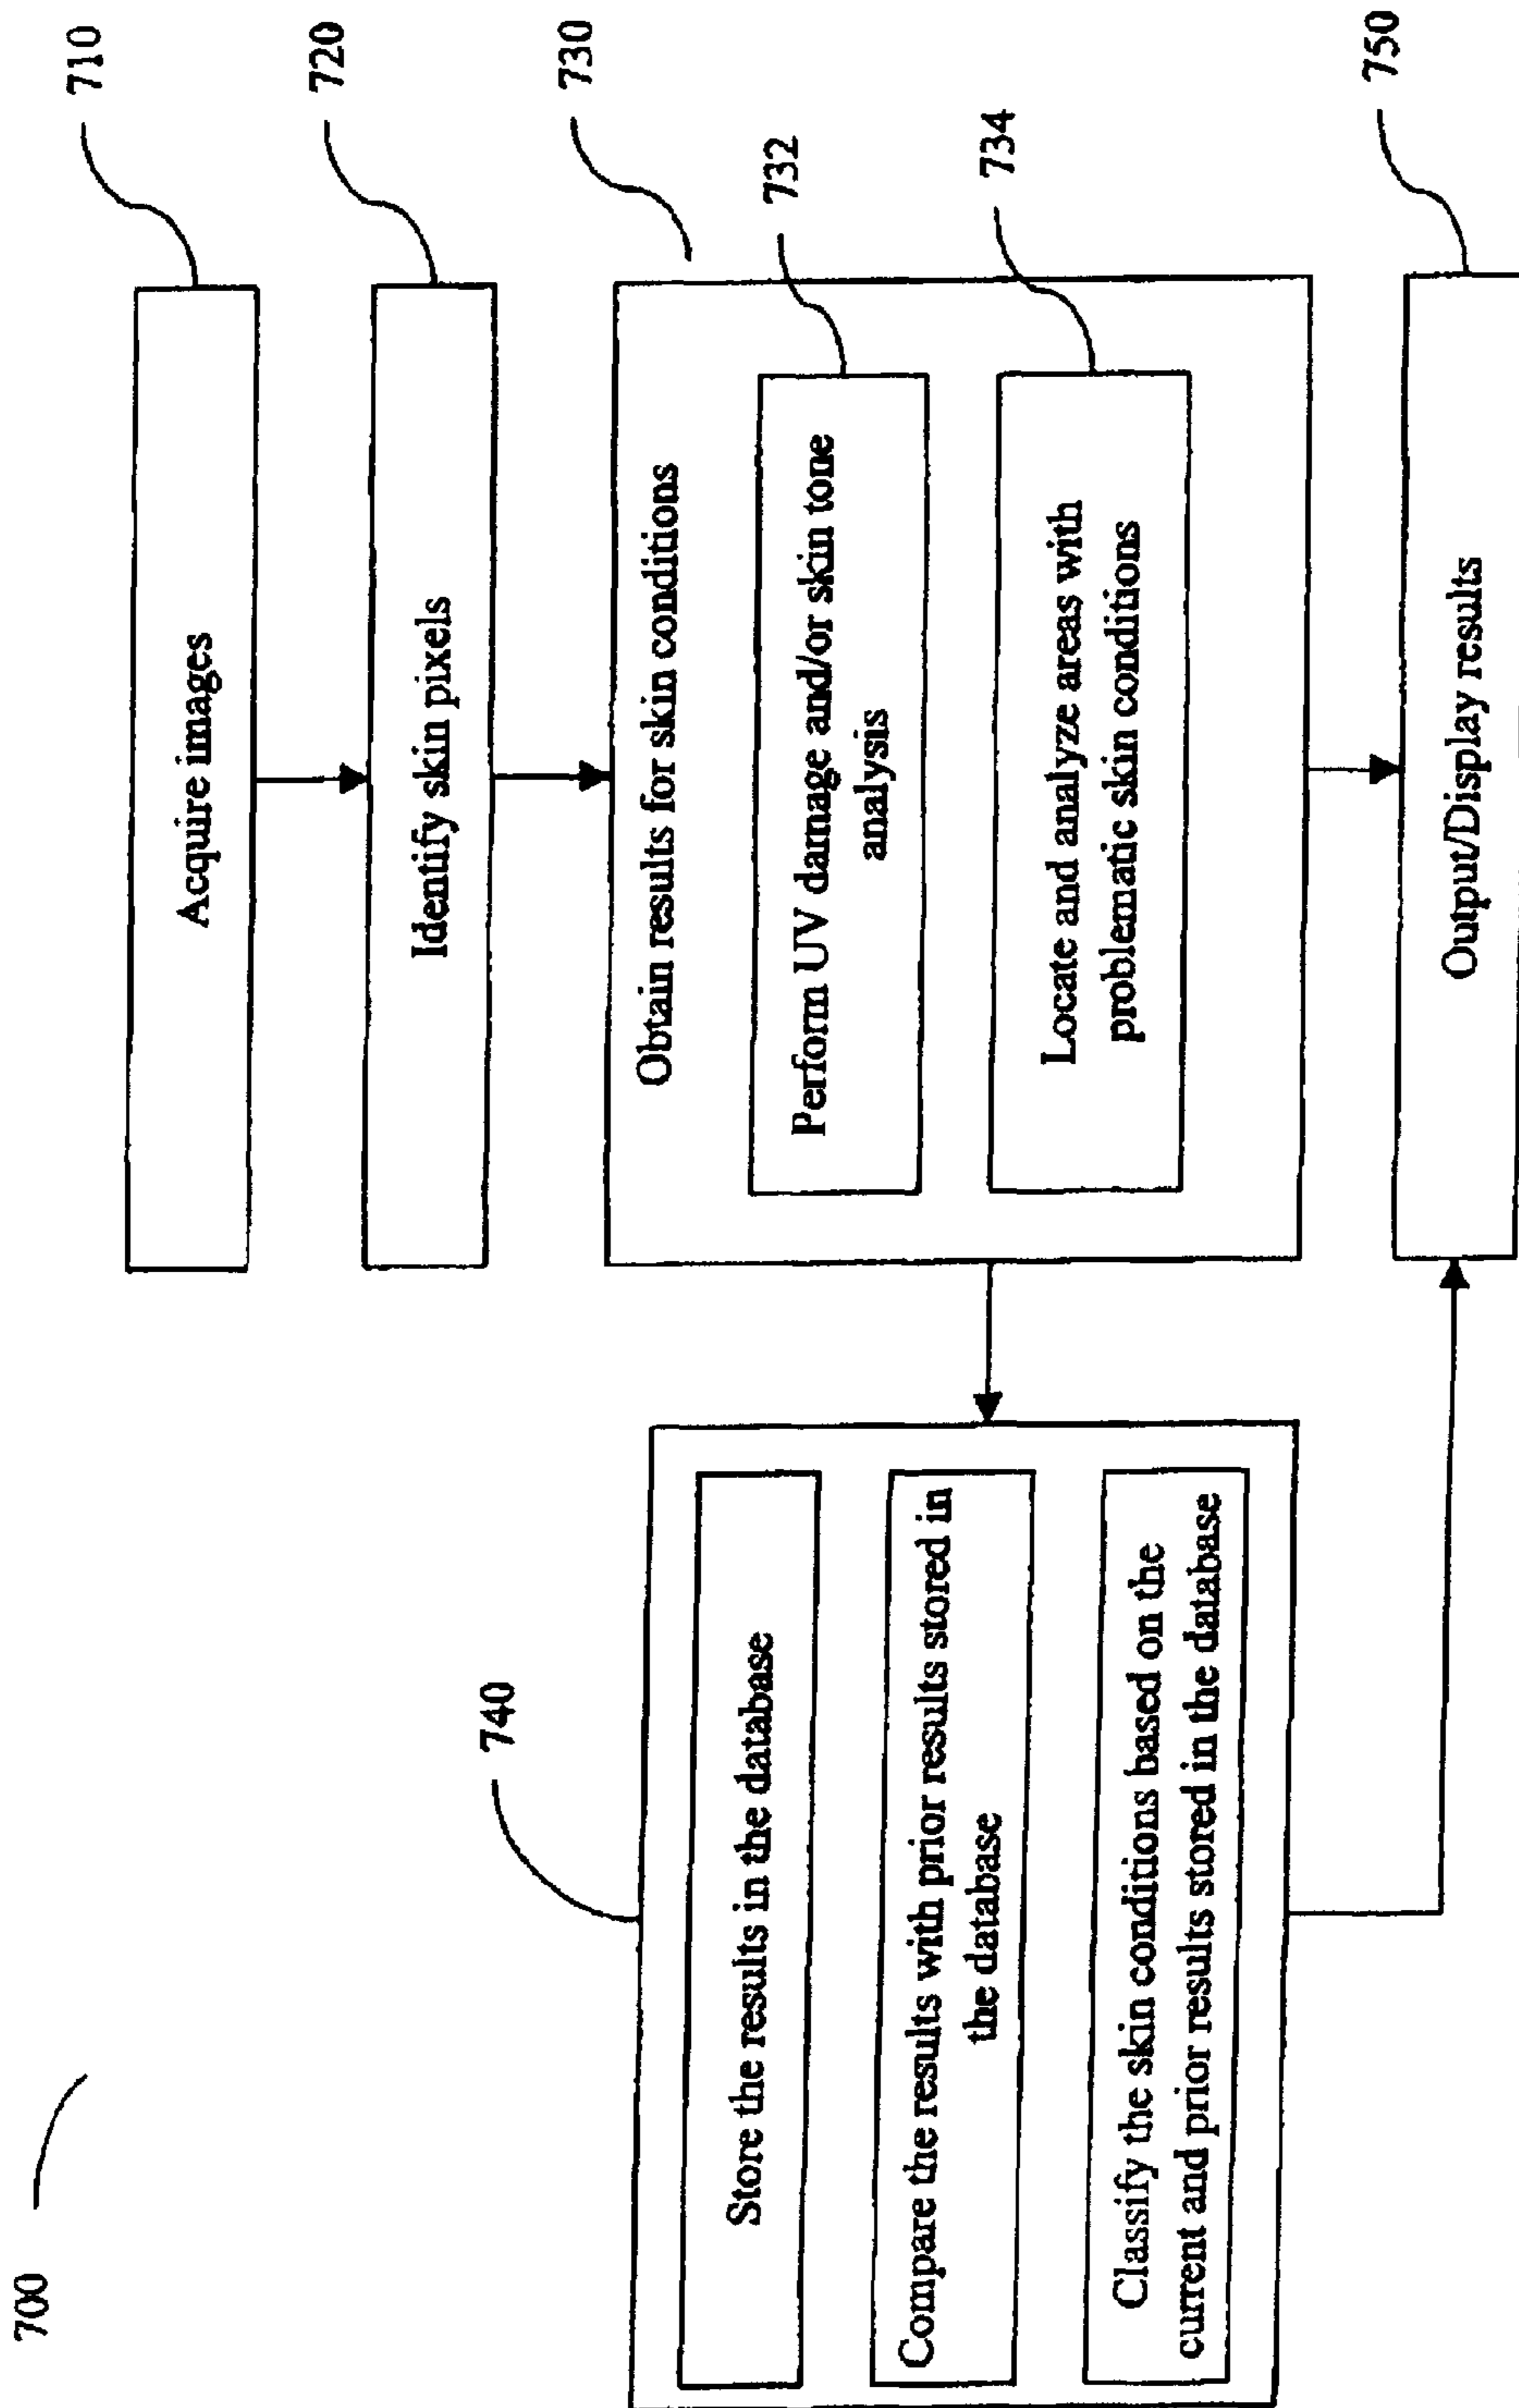 700
710
Acquire images
720
Identify skin pixels
730
Obtain results for skin conditions
732
Perform UV damage and/or skin tone
analysis
734
Locate and analyze areas with
problematic skin conditions
740
Store the results in the database
Compare the results with prior results stored in
the database
Classify the skin conditions based on the
current and prior results stored in the database
750
Output/Display results